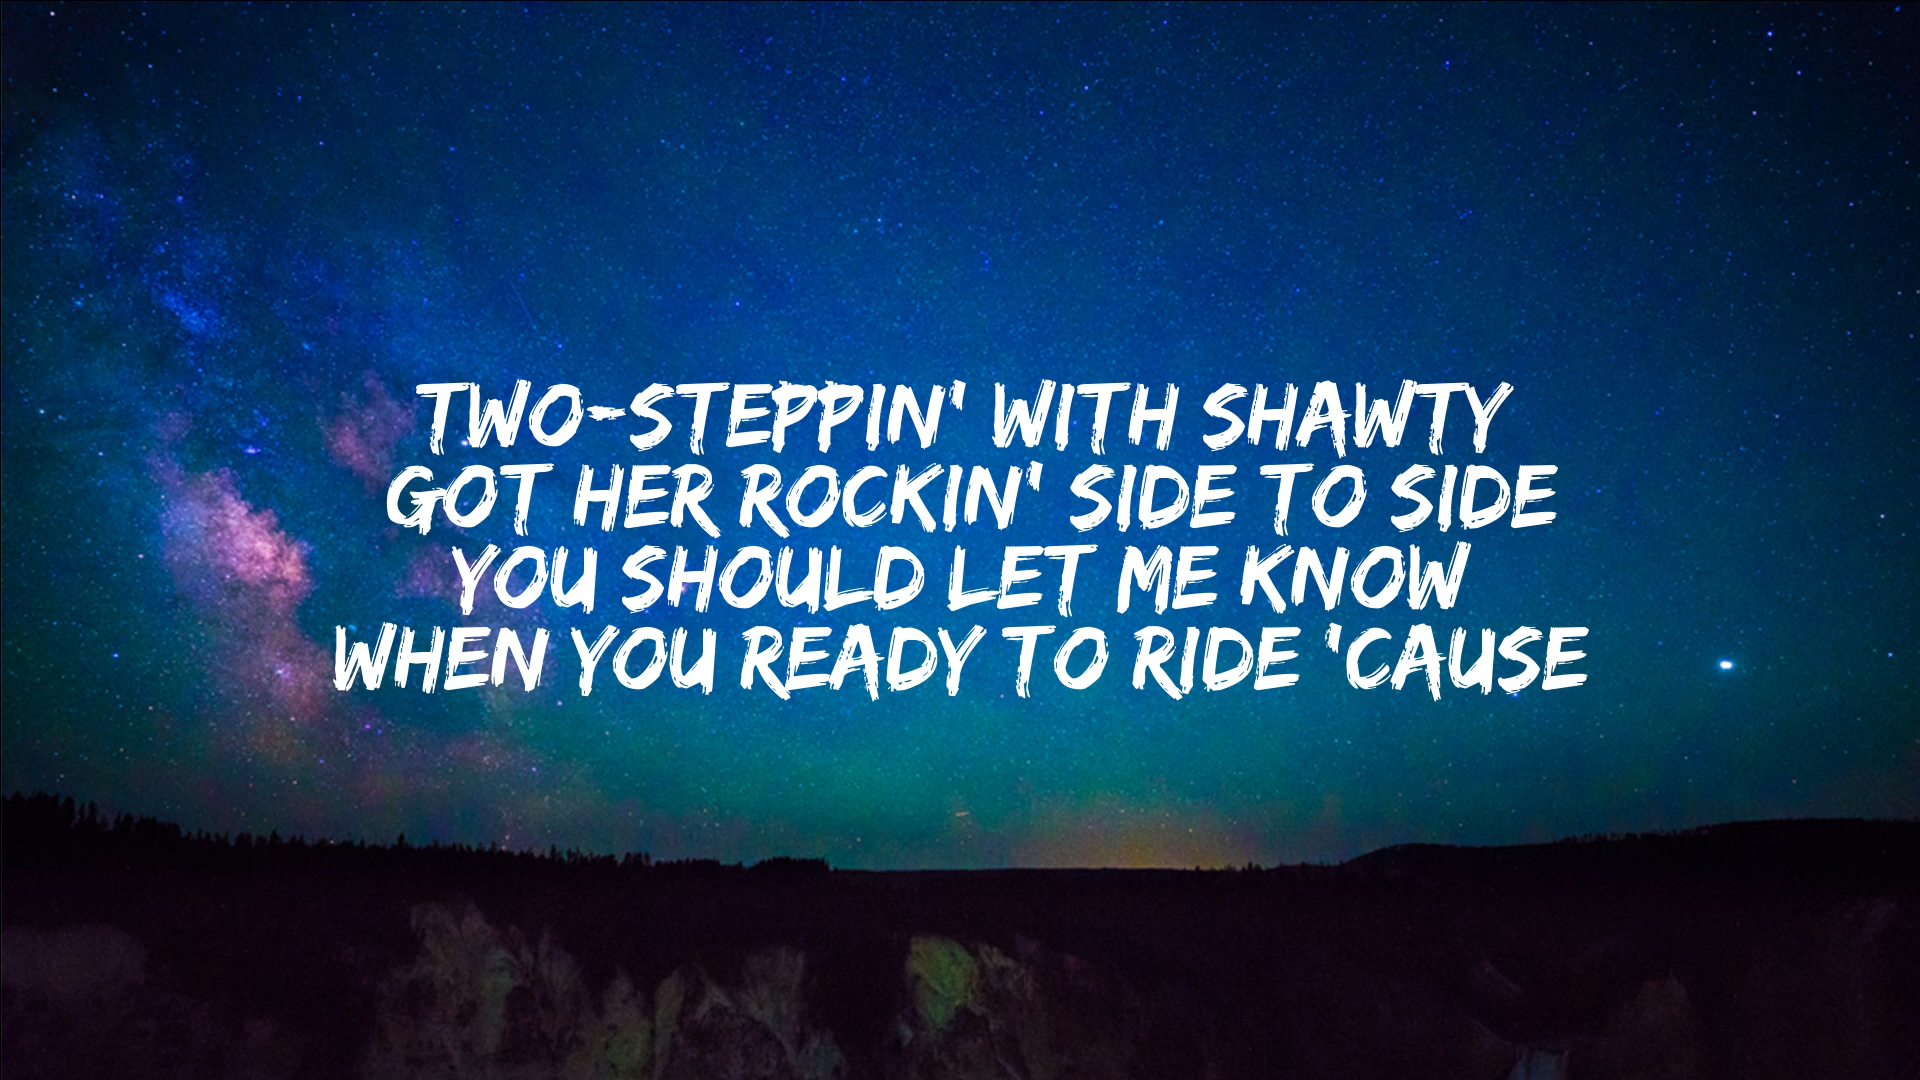 TWO-STEPPIN' WITH SHAWTY
GOT HER ROCKIN' SIDE TO SIDE
YOU SHOULD LET ME KNOW
WHEN YOU READY TO RIDE 'CAUSE